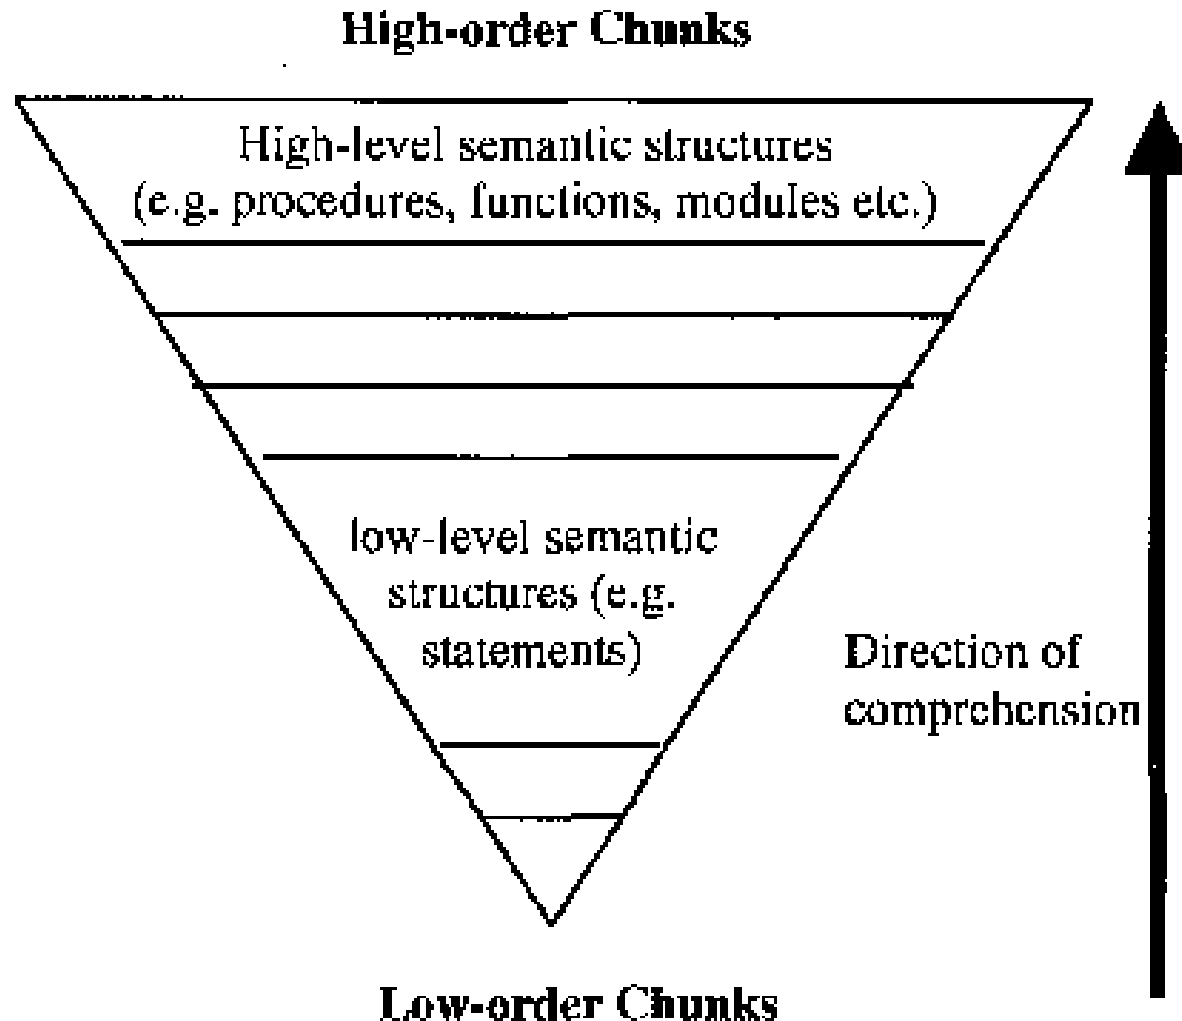 High-order Chunks
High-level semantic structures
(e.g. procedures, functions, modules etc.)
low-level semantic
structures (e.g.
statements)
Direction of
comprehension
Low-order Chunks